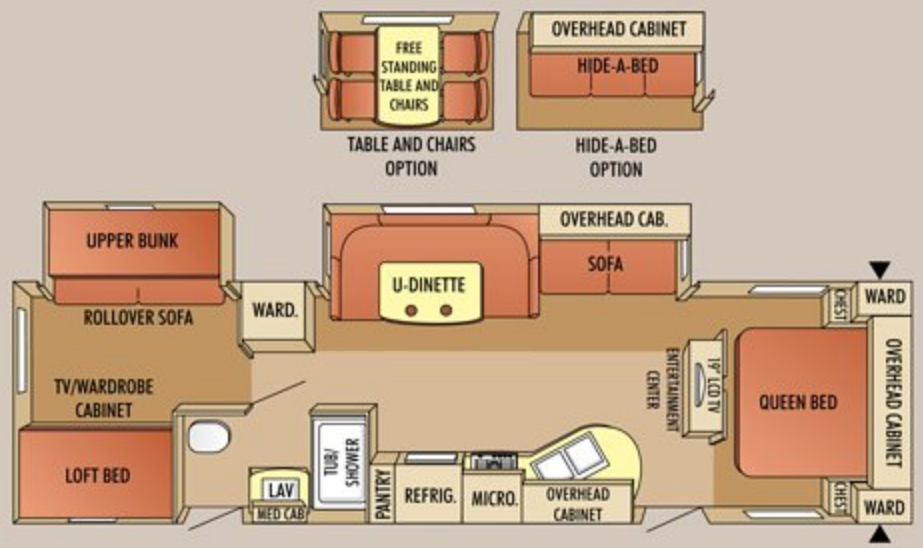 FREE
STANDING
TABLE AND
CHAIRS
TABLE AND CHAIRS
OPTION
OVERHEAD CABINET
HIDE-A-BED
HIDE-A-BED
OPTION
UPPER BUNK
ROLLOVER SOFA
WARD.
U-DINETTE
OVERHEAD CAB.
SOFA
CHEST
WARD
TV/WARDROBE
CABINET
LOFT BED
LAV
MED CAB
TUB/
SHOWER
PANTRY
REFRIG.
MICRO.
OVERHEAD
CABINET
ENTERTAINMENT
CENTER
19" LCD TV
QUEEN BED
OVERHEAD CABINET
CHEST
WARD